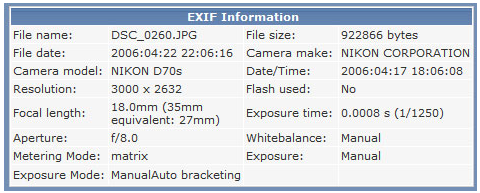 EXIF Information
File name: DSC_0260.JPG File size: 922866 bytes
File date: 2006:04:22 22:06:16 Camera make: NIKON CORPORATION
Camera model: NIKON D70s Date/Time: 2006:04:17 18:06:08
Resolution: 3000 x 2632 Flash used: No
Focal length: 18.0mm (35mm equivalent: 27mm) Exposure time: 0.0008 s (1/1250)
Aperture: f/8.0 Whitebalance: Manual
Metering Mode: matrix Exposure: Manual
Exposure Mode: ManualAuto bracketing